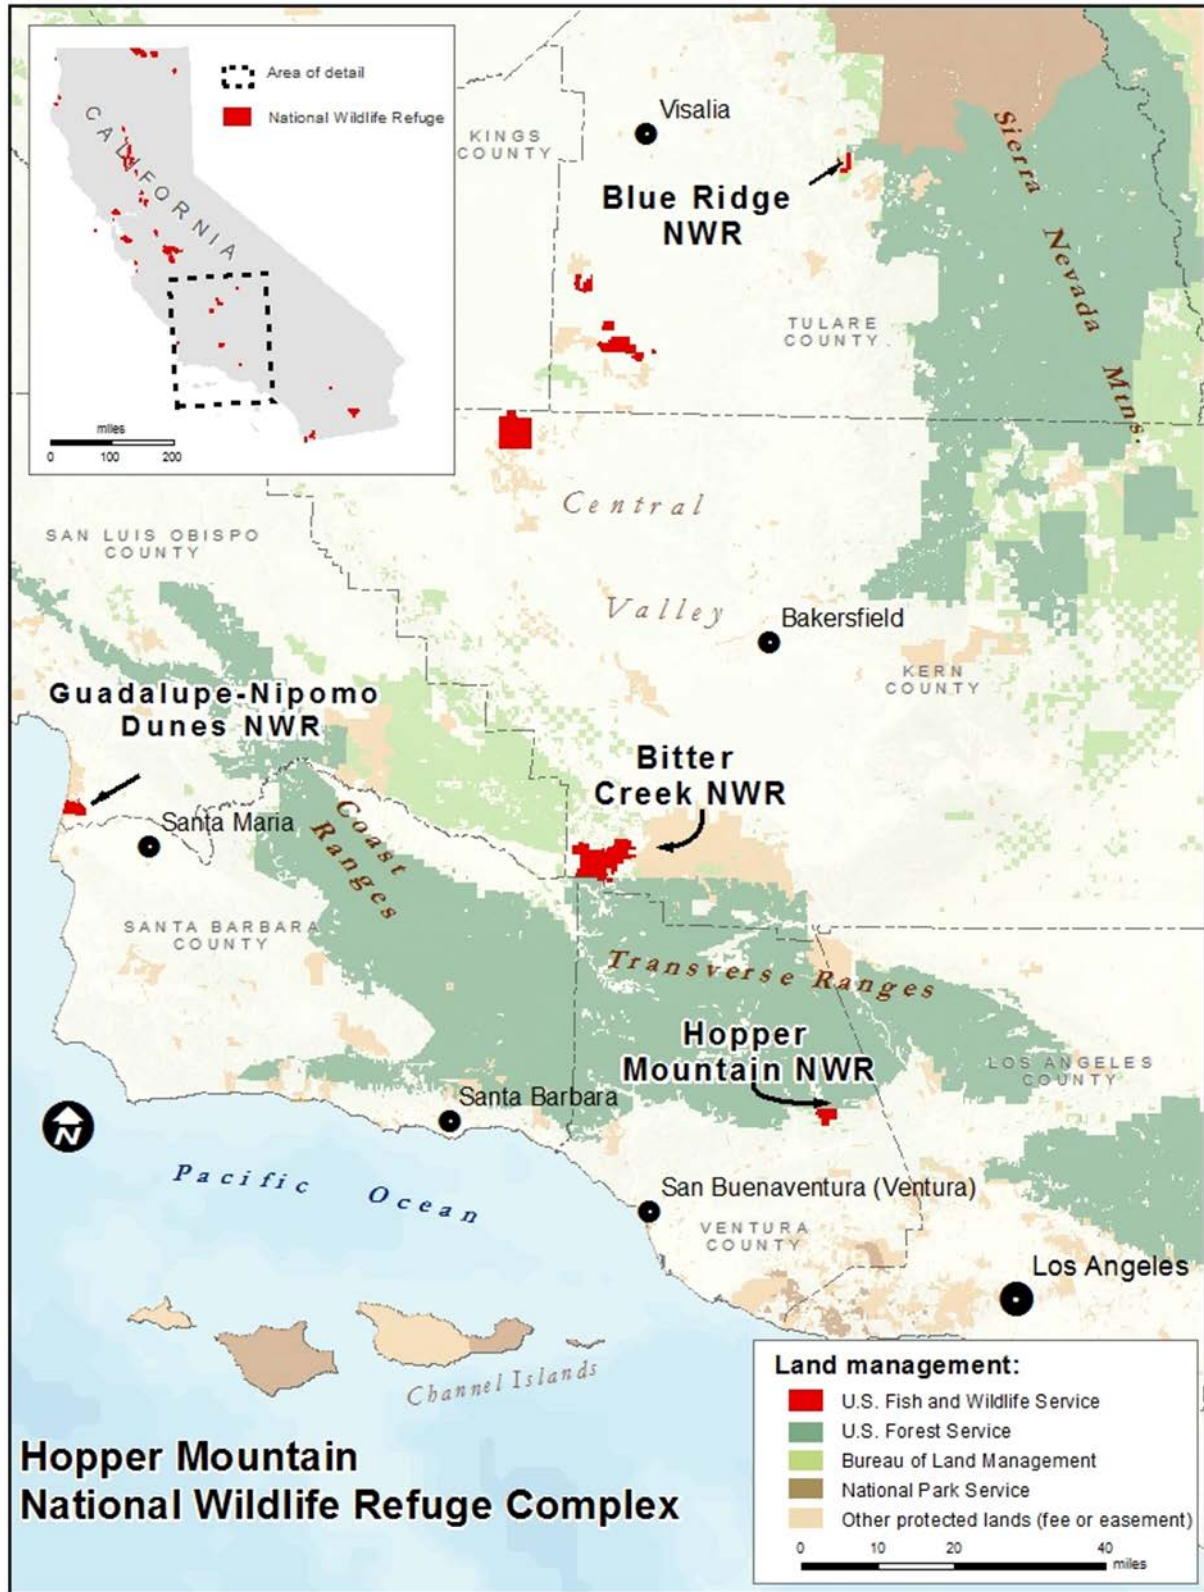 Area of detail
National Wildlife Refuge
CALIFORNIA
miles
0 100 200
KINGS
COUNTY
Visalia
Blue Ridge
NWR
Sierra Nevada Mtns.
TULARE
COUNTY
Central
Valley
SAN LUIS OBISPO
COUNTY
Bakersfield
KERN
COUNTY
Guadalupe-Nipomo
Dunes NWR
Bitter
Creek NWR
Santa Maria
Coast
Ranges
SANTA BARBARA
COUNTY
Transverse Ranges
Hopper
Mountain NWR
LOS ANGELES
COUNTY
Santa Barbara
N
Pacific Ocean
San Buenaventura (Ventura)
VENTURA
COUNTY
Los Angeles
Channel Islands
Hopper Mountain
National Wildlife Refuge Complex
Land management:
U.S. Fish and Wildlife Service
U.S. Forest Service
Bureau of Land Management
National Park Service
Other protected lands (fee or easement)
0 10 20 40
miles